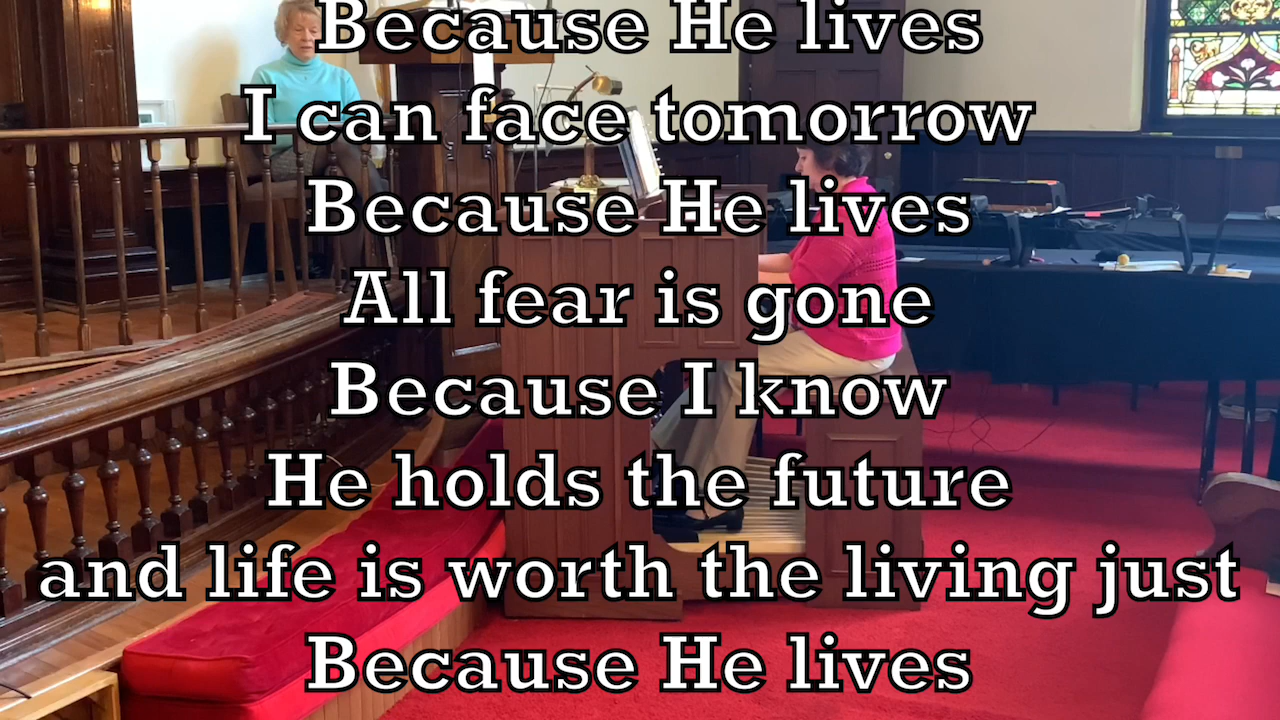 Because He lives
I can face tomorrow
Because He lives
All fear is gone
Because I know
He holds the future
and life is worth the living just
Because He lives